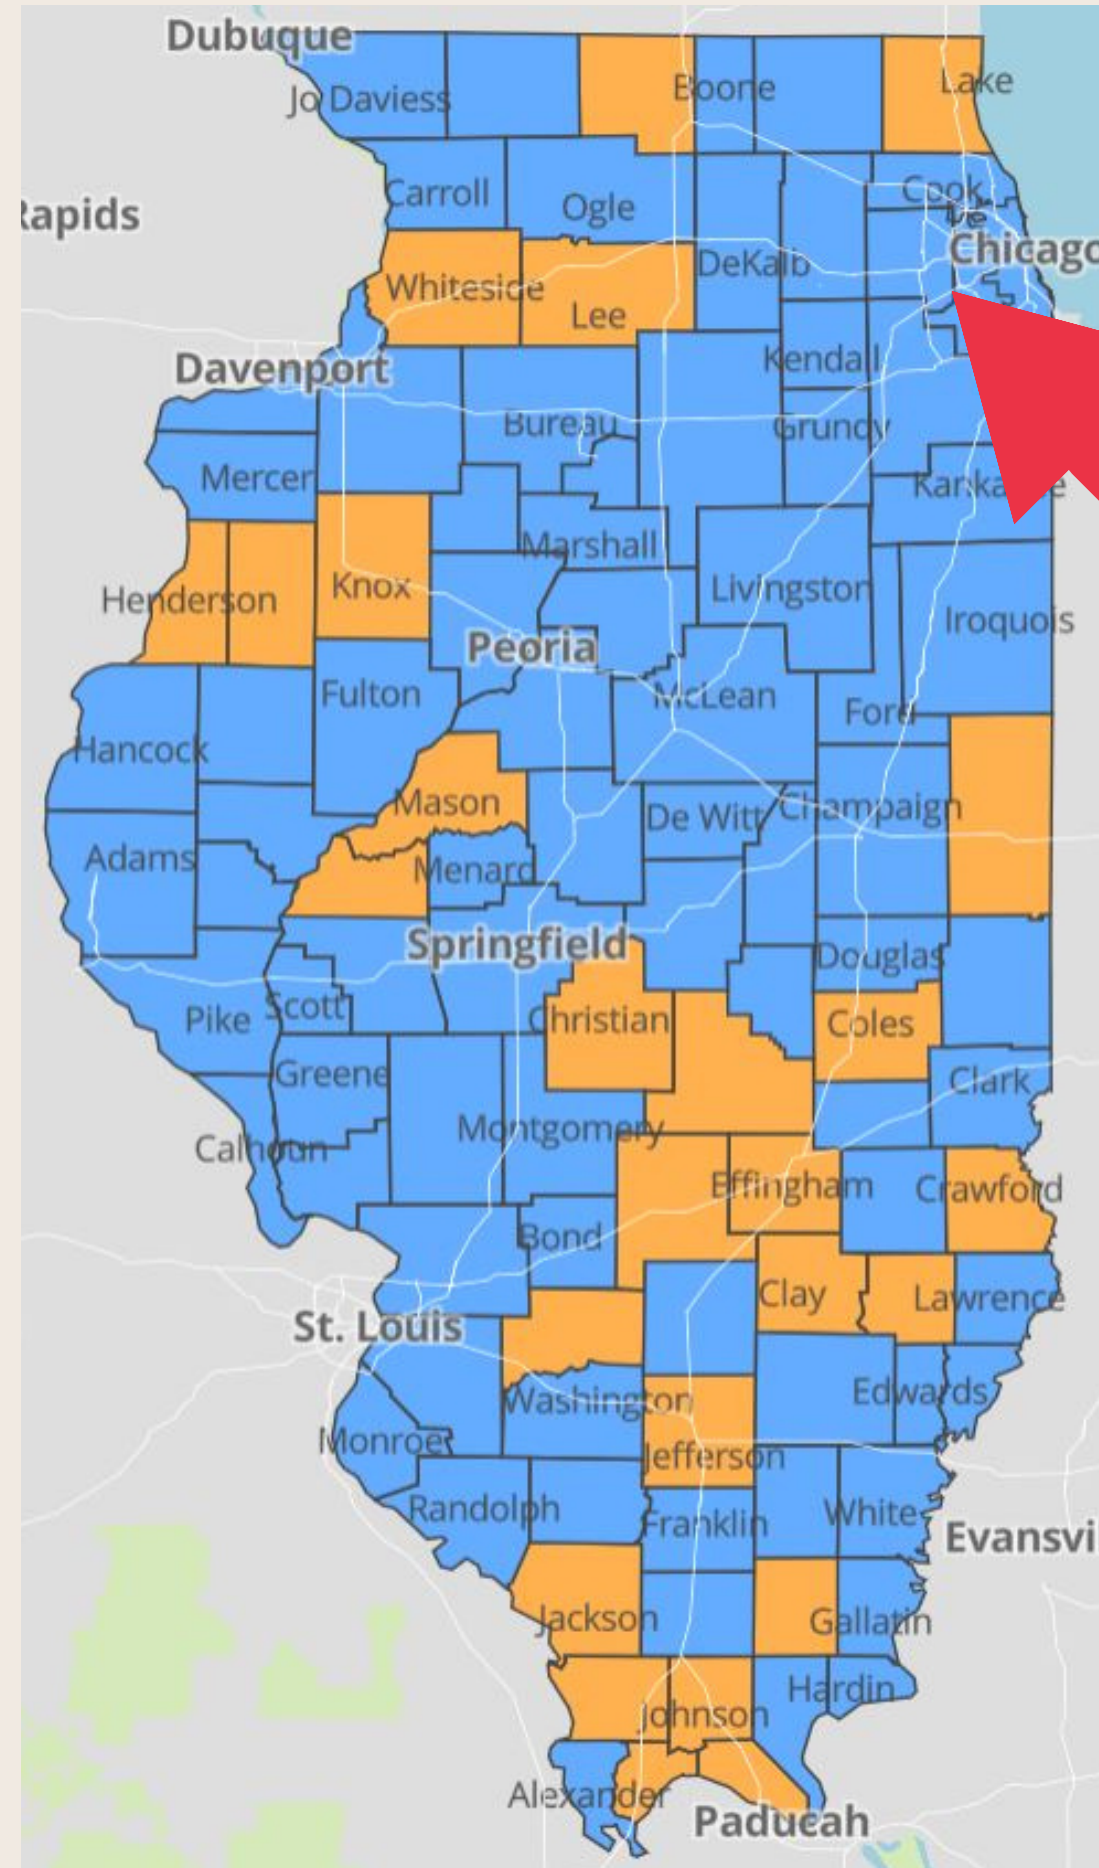 Dubuque
Jo Daviess
Boone
Lake
Carroll
Ogle
Cook
Rapids
Chicago
DeKalb
Whiteside
Lee
Davenport
Kendall
Bureau
Grundy
Mercer
Kankakee
Marshall
Livingston
Knox
Henderson
Iroquois
Peoria
Fulton
McLean
Ford
Hancock
Mason
De Witt
Champaign
Adams
Menard
Springfield
Douglas
Pike
Scott
Christian
Coles
Greene
Clark
Montgomery
Calhoun
Effingham
Crawford
Bond
Clay
Lawrence
St. Louis
Washington
Edwards
Monroe
Jefferson
Randolph
Franklin
White
Evansvi
Jackson
Gallatin
Hardin
Johnson
Alexander
Paducah